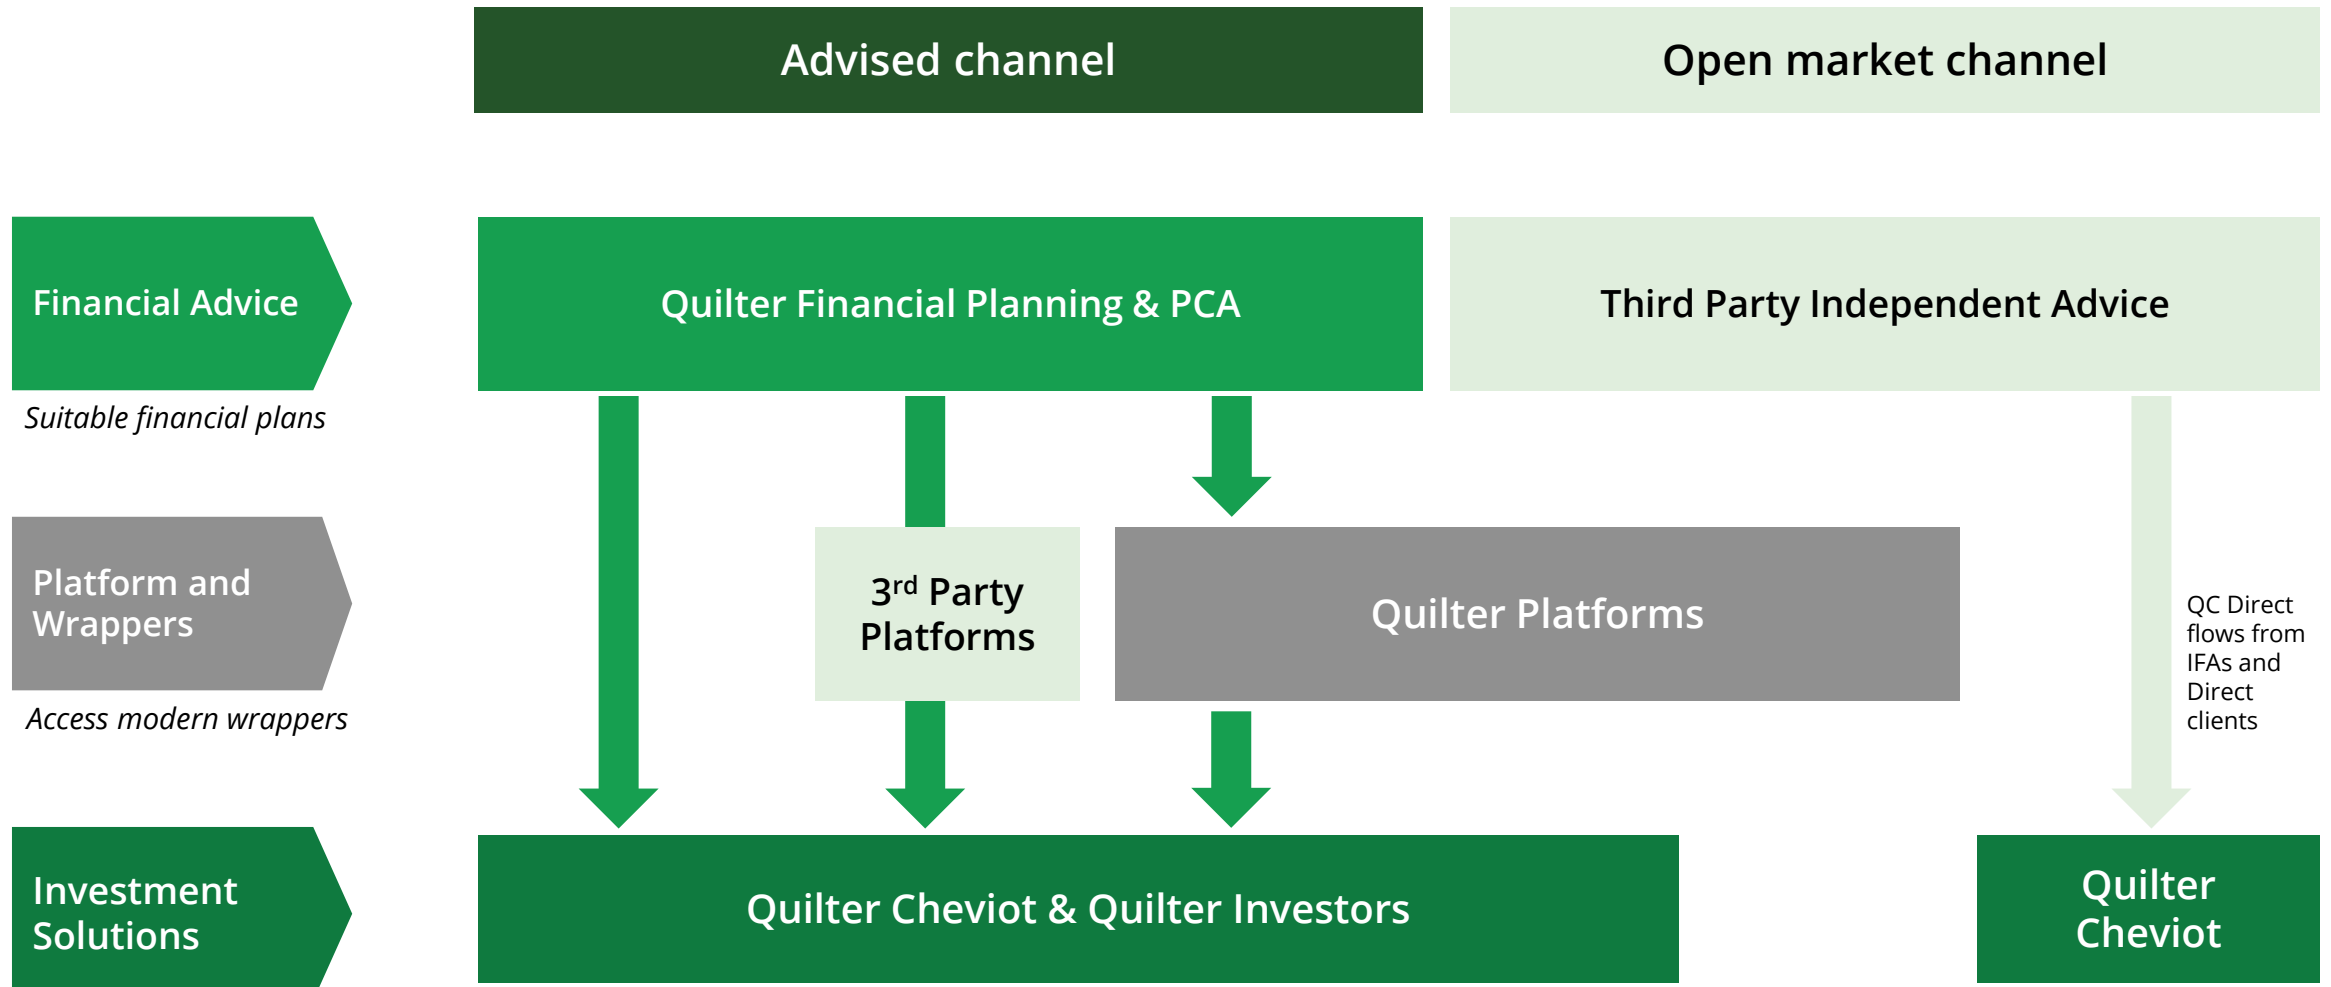 Advised channel
Open market channel
Financial Advice
Quilter Financial Planning & PCA
Third Party Independent Advice
Suitable financial plans
Platform and
Wrappers
3rd Party
Platforms
Quilter Platforms
QC Direct
flows from
IFAs and
Direct
clients
Access modern wrappers
Investment
Solutions
Quilter Cheviot & Quilter Investors
Quilter
Cheviot